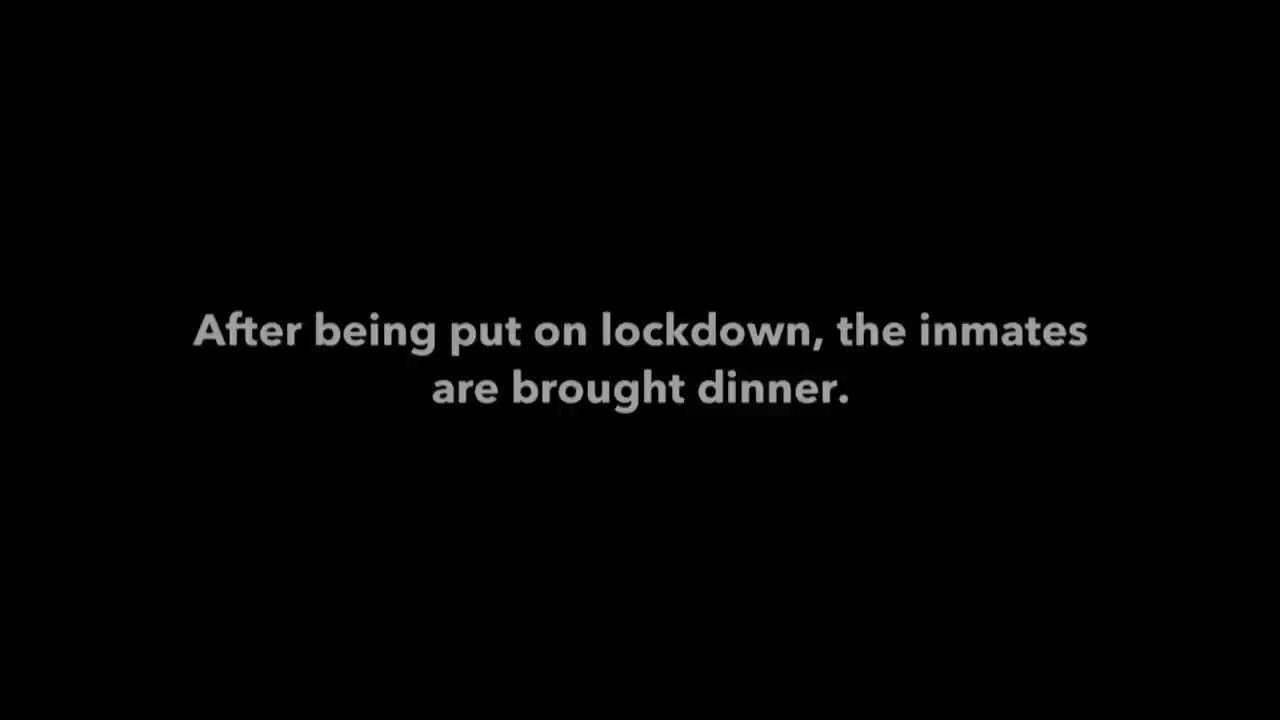 After being put on lockdown, the inmates
are brought dinner.